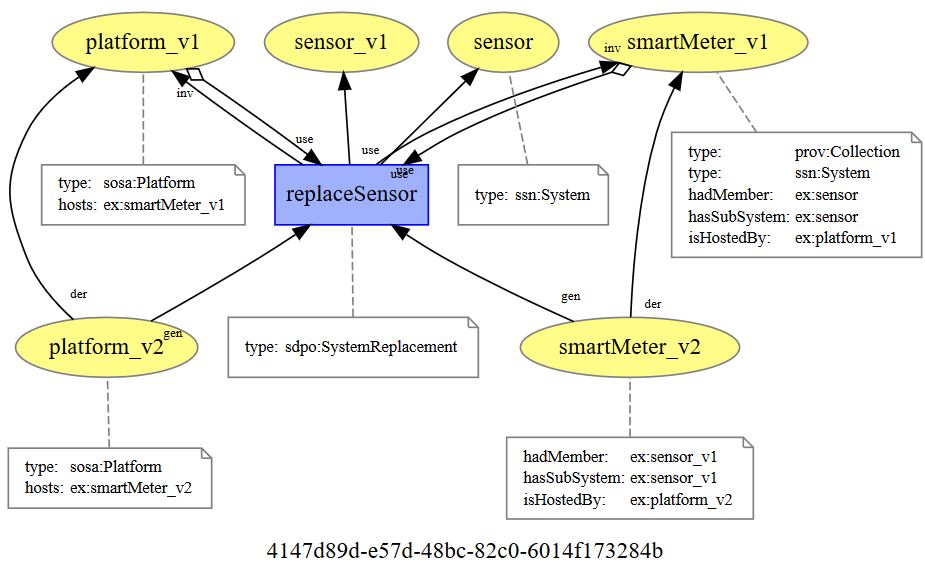 platform_v1
sensor_v1
sensor
smartMeter_v1
inv
inv
use
use
use
use
type: sosa:Platform
hosts: ex:smartMeter_v1
replaceSensor
type: ssn:System
type: prov:Collection
type: ssn:System
hadMember: ex:sensor
hasSubSystem: ex:sensor
isHostedBy: ex:platform_v1
der
gen
gen
der
platform_v2
type: sdpo:SystemReplacement
smartMeter_v2
type: sosa:Platform
hosts: ex:smartMeter_v2
hadMember: ex:sensor_v1
hasSubSystem: ex:sensor_v1
isHostedBy: ex:platform_v2
4147d89d-e57d-48bc-82c0-6014f173284b